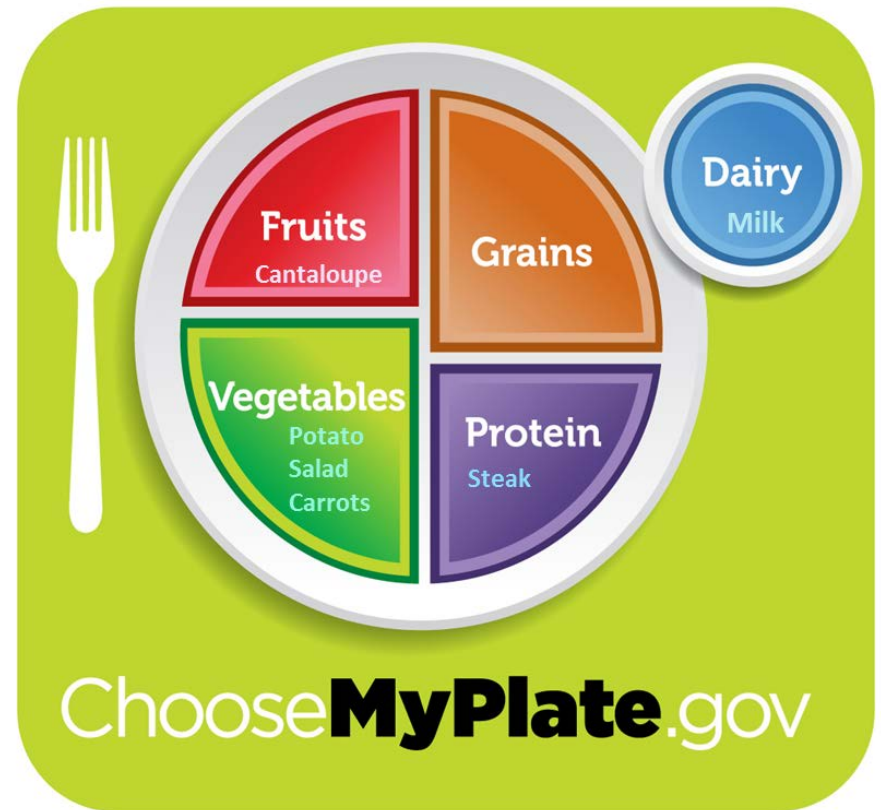 Fruits
Cantaloupe
Grains
Dairy
Milk
Vegetables
Potato
Salad
Carrots
Protein
Steak
ChooseMyPlate.gov